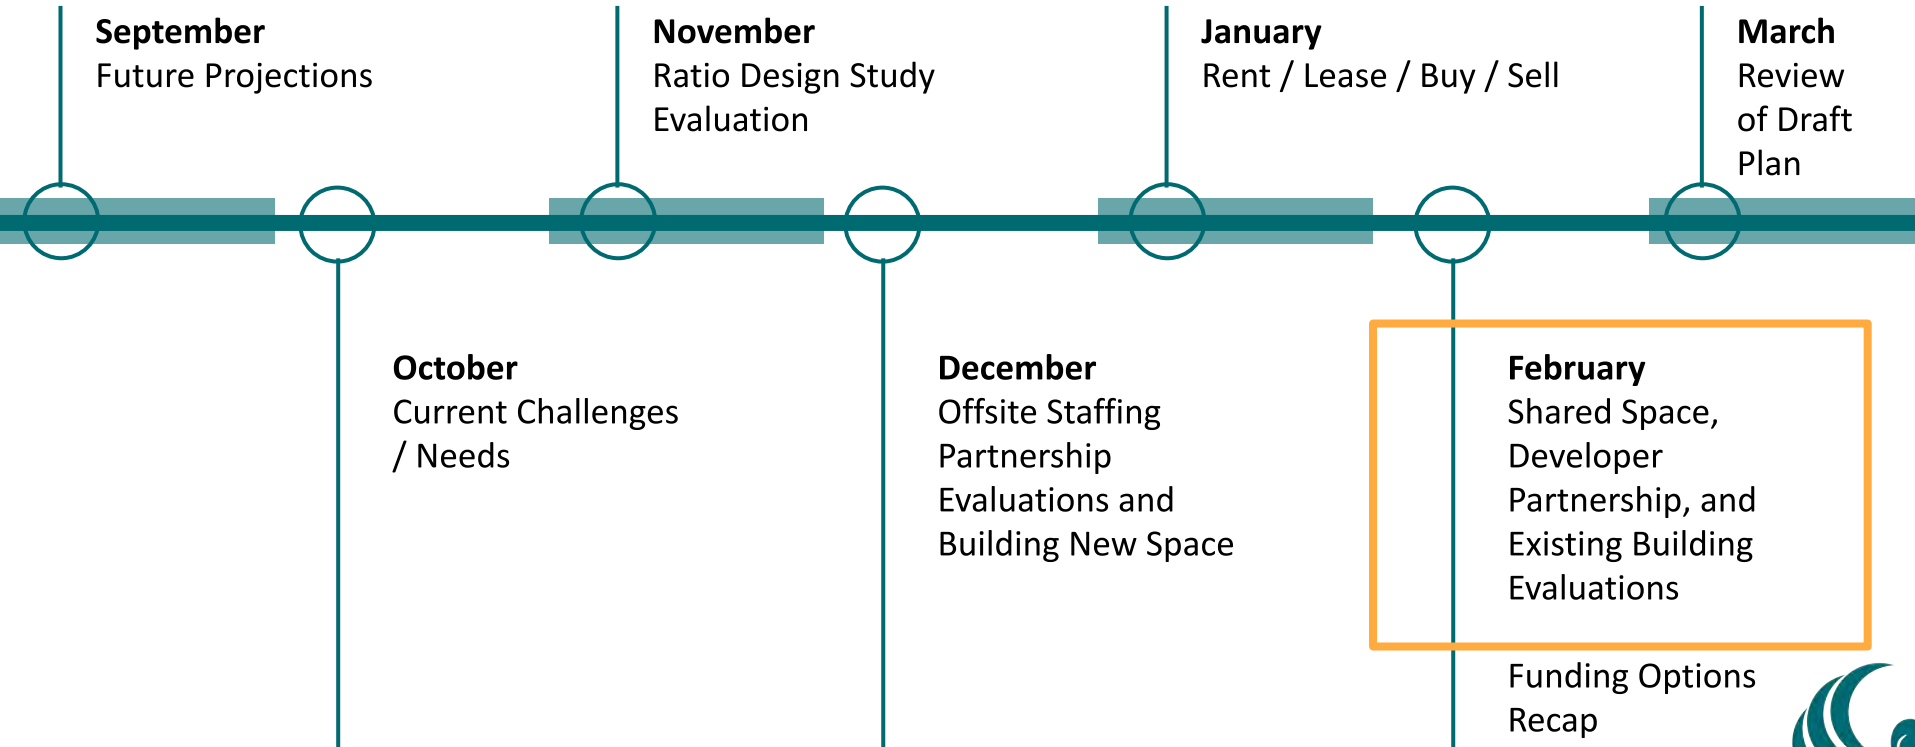 September
Future Projections
November
Ratio Design Study
Evaluation
January
Rent / Lease / Buy / Sell
March
Review
of Draft
Plan
October
Current Challenges
/ Needs
December
Offsite Staffing
Partnership
Evaluations and
Building New Space
February
Shared Space,
Developer
Partnership, and
Existing Building
Evaluations
Funding Options
Recap